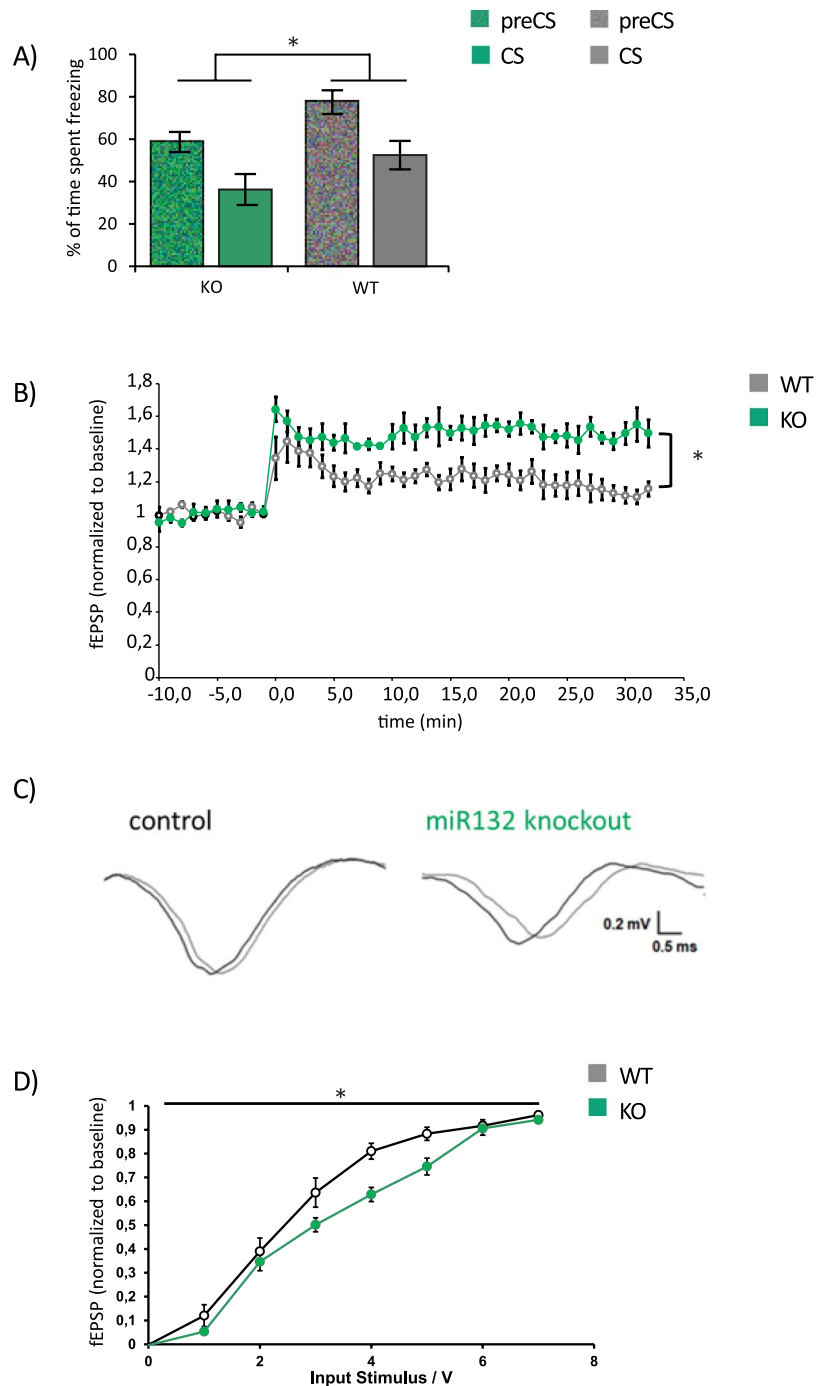 preCS preCS
A) CS CS
*
100
80
60
40
20
0
% of time spent freezing
KO WT
B)
WT
KO
1,8
1,6
1,4
1,2
1
0,8
0,6
0,4
0,2
0
fEPSP (normalized to baseline)
*
-10,0 -5,0 0,0 5,0 10,0 15,0 20,0 25,0 30,0 35,0
time (min)
C)
control miR132 knockout
0.2 mV
0.5 ms
D)
WT
KO
*
1
0,9
0,8
0,7
0,6
0,5
0,4
0,3
0,2
0,1
0
fEPSP (normalized to baseline)
0 2 4 6 8
Input Stimulus / V